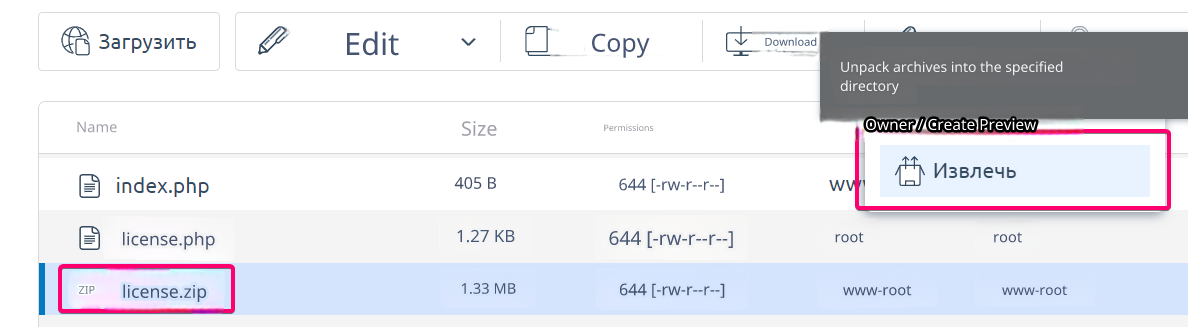 Загрузить Edit Copy Download
Unpack archives into the specified
directory
Name Size Permissions Owner / Create Preview
Извлечь
index.php 405 B 644 [-rw-r--r--]
license.php 1.27 KB 644 [-rw-r--r--] root root
ZIP license.zip 1.33 MB 644 [-rw-r--r--] www-root www-root